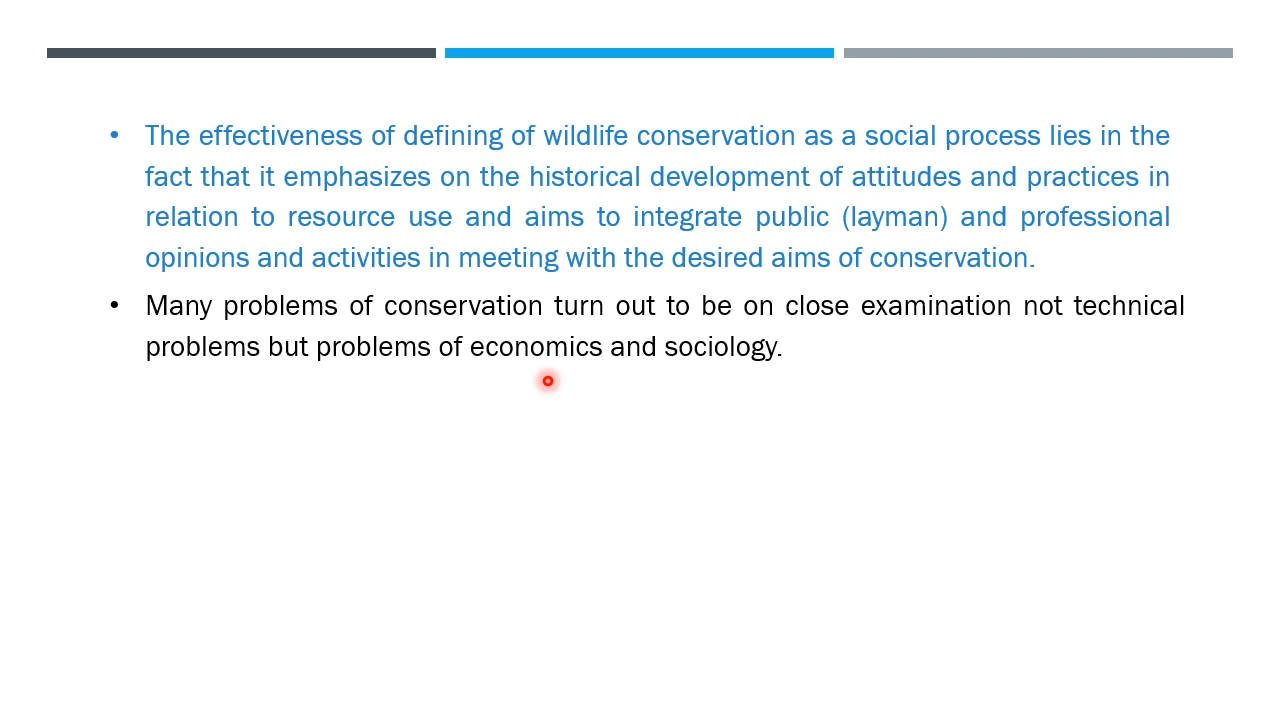 • The effectiveness of defining of wildlife conservation as a social process lies in the
fact that it emphasizes on the historical development of attitudes and practices in
relation to resource use and aims to integrate public (layman) and professional
opinions and activities in meeting with the desired aims of conservation.
• Many problems of conservation turn out to be on close examination not technical
problems but problems of economics and sociology.